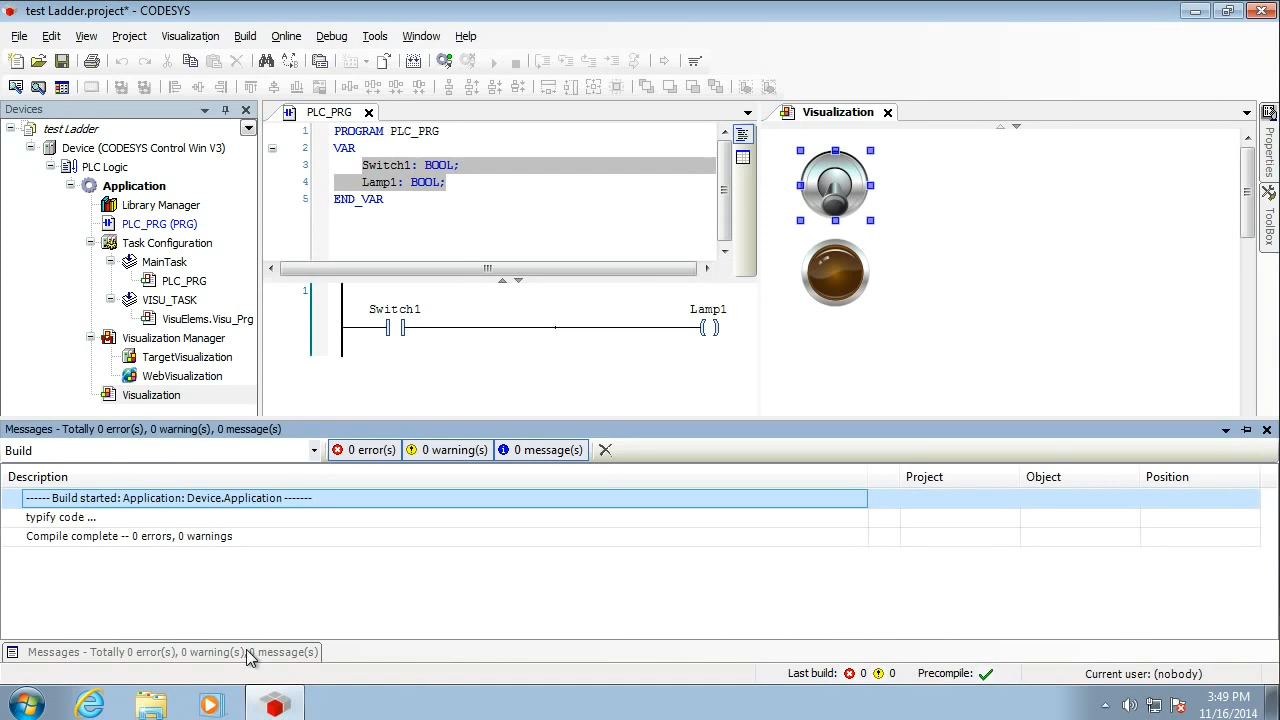 test Ladder.project* - CODESYS
File Edit View Project Visualization Build Online Debug Tools Window Help
Devices
test Ladder
Device (CODESYS Control Win V3)
PLC Logic
Application
Library Manager
PLC_PRG (PRG)
Task Configuration
MainTask
PLC_PRG
VISU_TASK
VisuElems.Visu_Prg
Visualization Manager
TargetVisualization
WebVisualization
Visualization
PLC_PRG
1 PROGRAM PLC_PRG
2 VAR
3 Switch1: BOOL;
4 Lamp1: BOOL;
5 END_VAR
1
Switch1 Lamp1
Visualization
Properties
ToolBox
Messages - Totally 0 error(s), 0 warning(s), 0 message(s)
Build 0 error(s) 0 warning(s) 0 message(s)
Description Project Object Position
------ Build started: Application: Device.Application -------
typify code ...
Compile complete -- 0 errors, 0 warnings
Messages - Totally 0 error(s), 0 warning(s), 0 message(s)
Last build: 0 0 Precompile: Current user: (nobody)
3:49 PM
11/16/2014